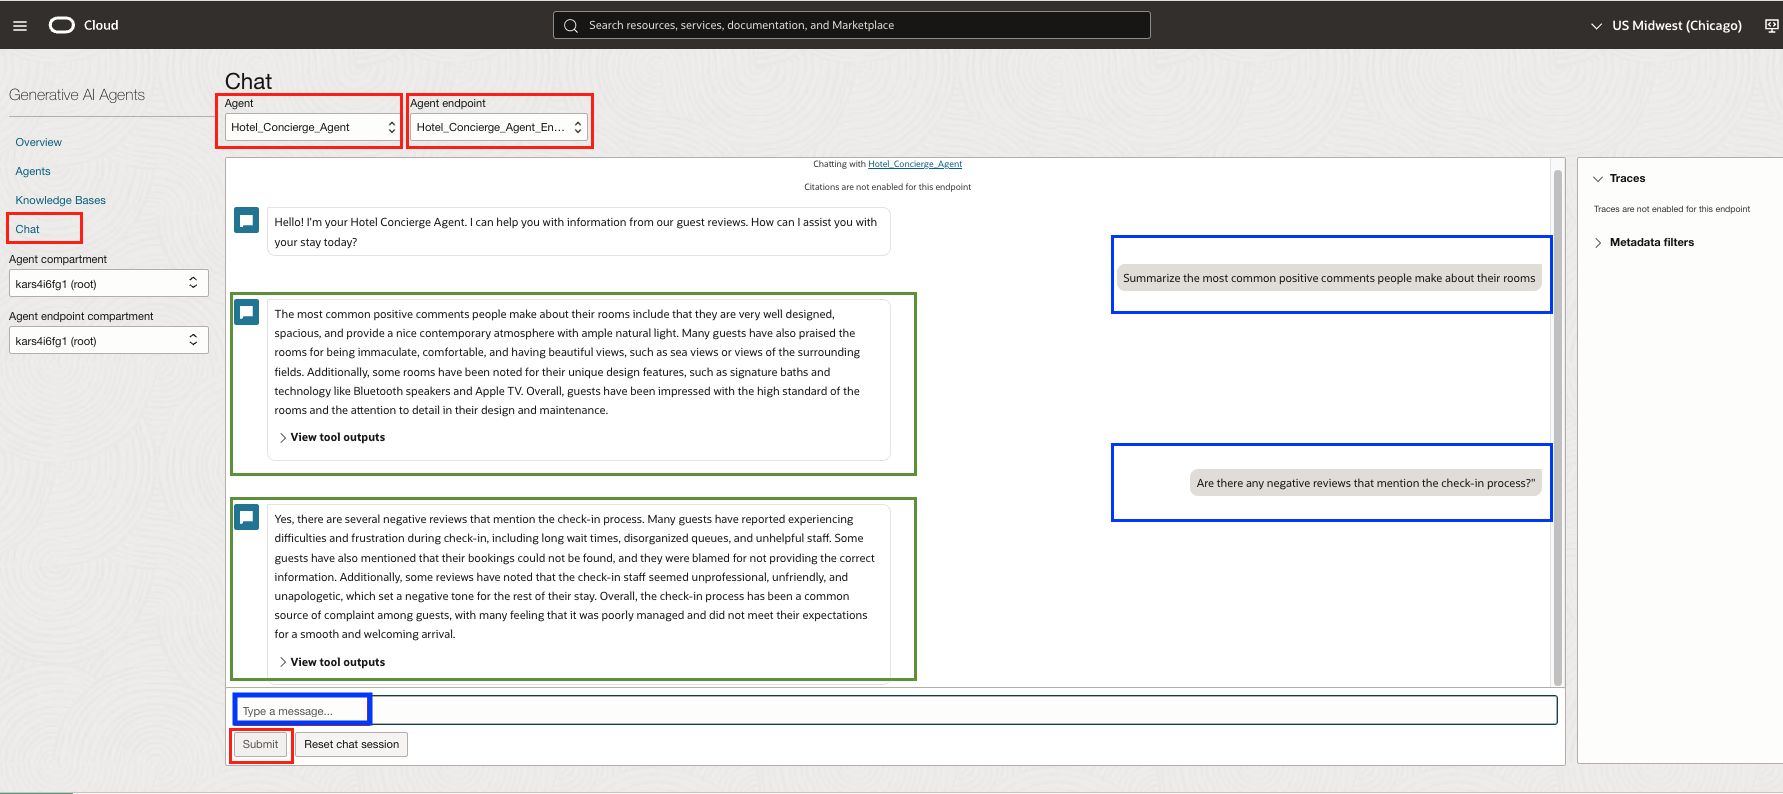 Cloud
Search resources, services, documentation, and Marketplace
US Midwest (Chicago)
Generative AI Agents
Overview
Agents
Knowledge Bases
Chat
Agent compartment
kars4i6fg1 (root)
Agent endpoint compartment
kars4i6fg1 (root)
Chat
Agent
Hotel_Concierge_Agent
Agent endpoint
Hotel_Concierge_Agent_En...
Chatting with Hotel_Concierge_Agent
Citations are not enabled for this endpoint
Hello! I'm your Hotel Concierge Agent. I can help you with information from our guest reviews. How can I assist you with
your stay today?
Summarize the most common positive comments people make about their rooms
The most common positive comments people make about their rooms include that they are very well designed,
spacious, and provide a nice contemporary atmosphere with ample natural light. Many guests have also praised the
rooms for being immaculate, comfortable, and having beautiful views, such as sea views or views of the surrounding
fields. Additionally, some rooms have been noted for their unique design features, such as signature baths and
technology like Bluetooth speakers and Apple TV. Overall, guests have been impressed with the high standard of the
rooms and the attention to detail in their design and maintenance.
View tool outputs
Are there any negative reviews that mention the check-in process?"
Yes, there are several negative reviews that mention the check-in process. Many guests have reported experiencing
difficulties and frustration during check-in, including long wait times, disorganized queues, and unhelpful staff. Some
guests have also mentioned that their bookings could not be found, and they were blamed for not providing the correct
information. Additionally, some reviews have noted that the check-in staff seemed unprofessional, unfriendly, and
unapologetic, which set a negative tone for the rest of their stay. Overall, the check-in process has been a common
source of complaint among guests, with many feeling that it was poorly managed and did not meet their expectations
for a smooth and welcoming arrival.
View tool outputs
Type a message...
Submit
Reset chat session
Traces
Traces are not enabled for this endpoint
Metadata filters